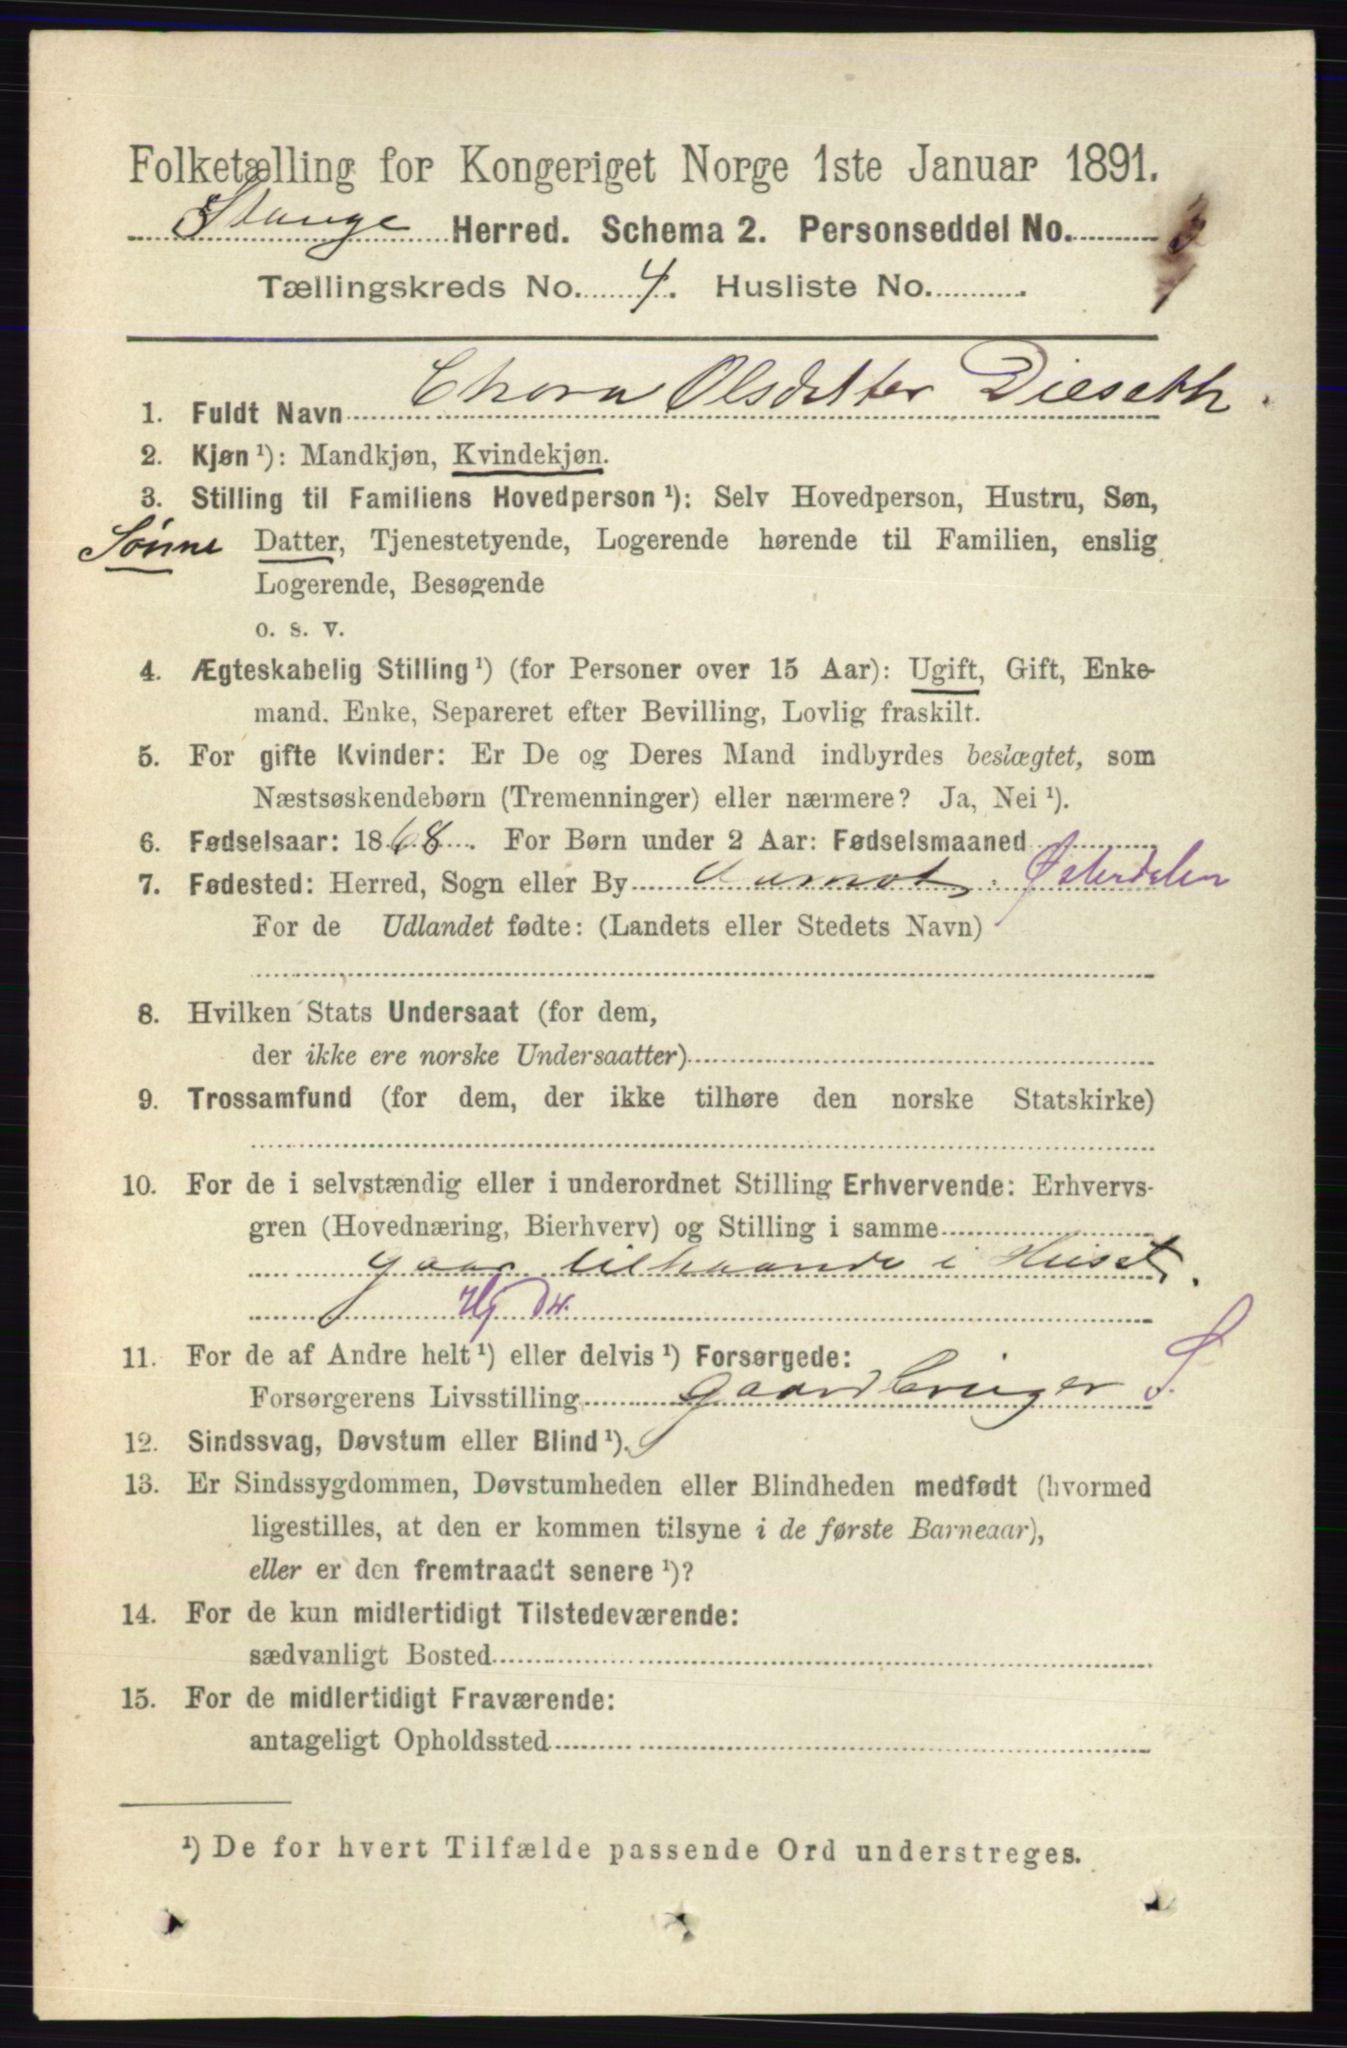 Folketælling for Kongeriget Norge 1ste Januar 1891.
Stange Herred. Schema 2. Personseddel No.
Tællingskreds No. 4. Husliste No.
1. Fuldt Navn Thora Olsdatter Dieseth.
2. Kjøn ¹): Mandkjøn, Kvindekjøn.
3. Stilling til Familiens Hovedperson ¹): Selv Hovedperson, Hustru, Søn,
Sønne Datter, Tjenestetyende, Logerende hørende til Familien, enslig
Logerende, Besøgende
o. s. v.
4. Ægteskabelig Stilling ¹) (for Personer over 15 Aar): Ugift, Gift, Enke-
mand, Enke, Separeret efter Bevilling, Lovlig fraskilt.
5. For gifte Kvinder: Er De og Deres Mand indbyrdes beslægtet, som
Næstsøskendebørn (Tremenninger) eller nærmere? Ja, Nei ¹).
6. Fødselsaar: 1868. For Børn under 2 Aar: Fødselsmaaned
7. Fødested: Herred, Sogn eller By Aamot. Østerdalen
For de Udlandet fødte: (Landets eller Stedets Navn)
8. Hvilken Stats Undersaat (for dem,
der ikke ere norske Undersaatter)
9. Trossamfund (for dem, der ikke tilhøre den norske Statskirke)
10. For de i selvstændig eller i underordnet Stilling Erhvervende: Erhvervs-
gren (Hovednæring, Bierhverv) og Stilling i samme
gaar tilhaande i Huset.
11. For de af Andre helt ¹) eller delvis ¹) Forsørgede:
Forsørgerens Livsstilling Gaardbruger S.
12. Sindssvag, Døvstum eller Blind ¹).
13. Er Sindssygdommen, Døvstumheden eller Blindheden medfødt (hvormed
ligestilles, at den er kommen tilsyne i de første Barneaar),
eller er den fremtraadt senere ¹)?
14. For de kun midlertidigt Tilstedeværende:
sædvanligt Bosted
15. For de midlertidigt Fraværende:
antageligt Opholdssted
¹) De for hvert Tilfælde passende Ord understreges.